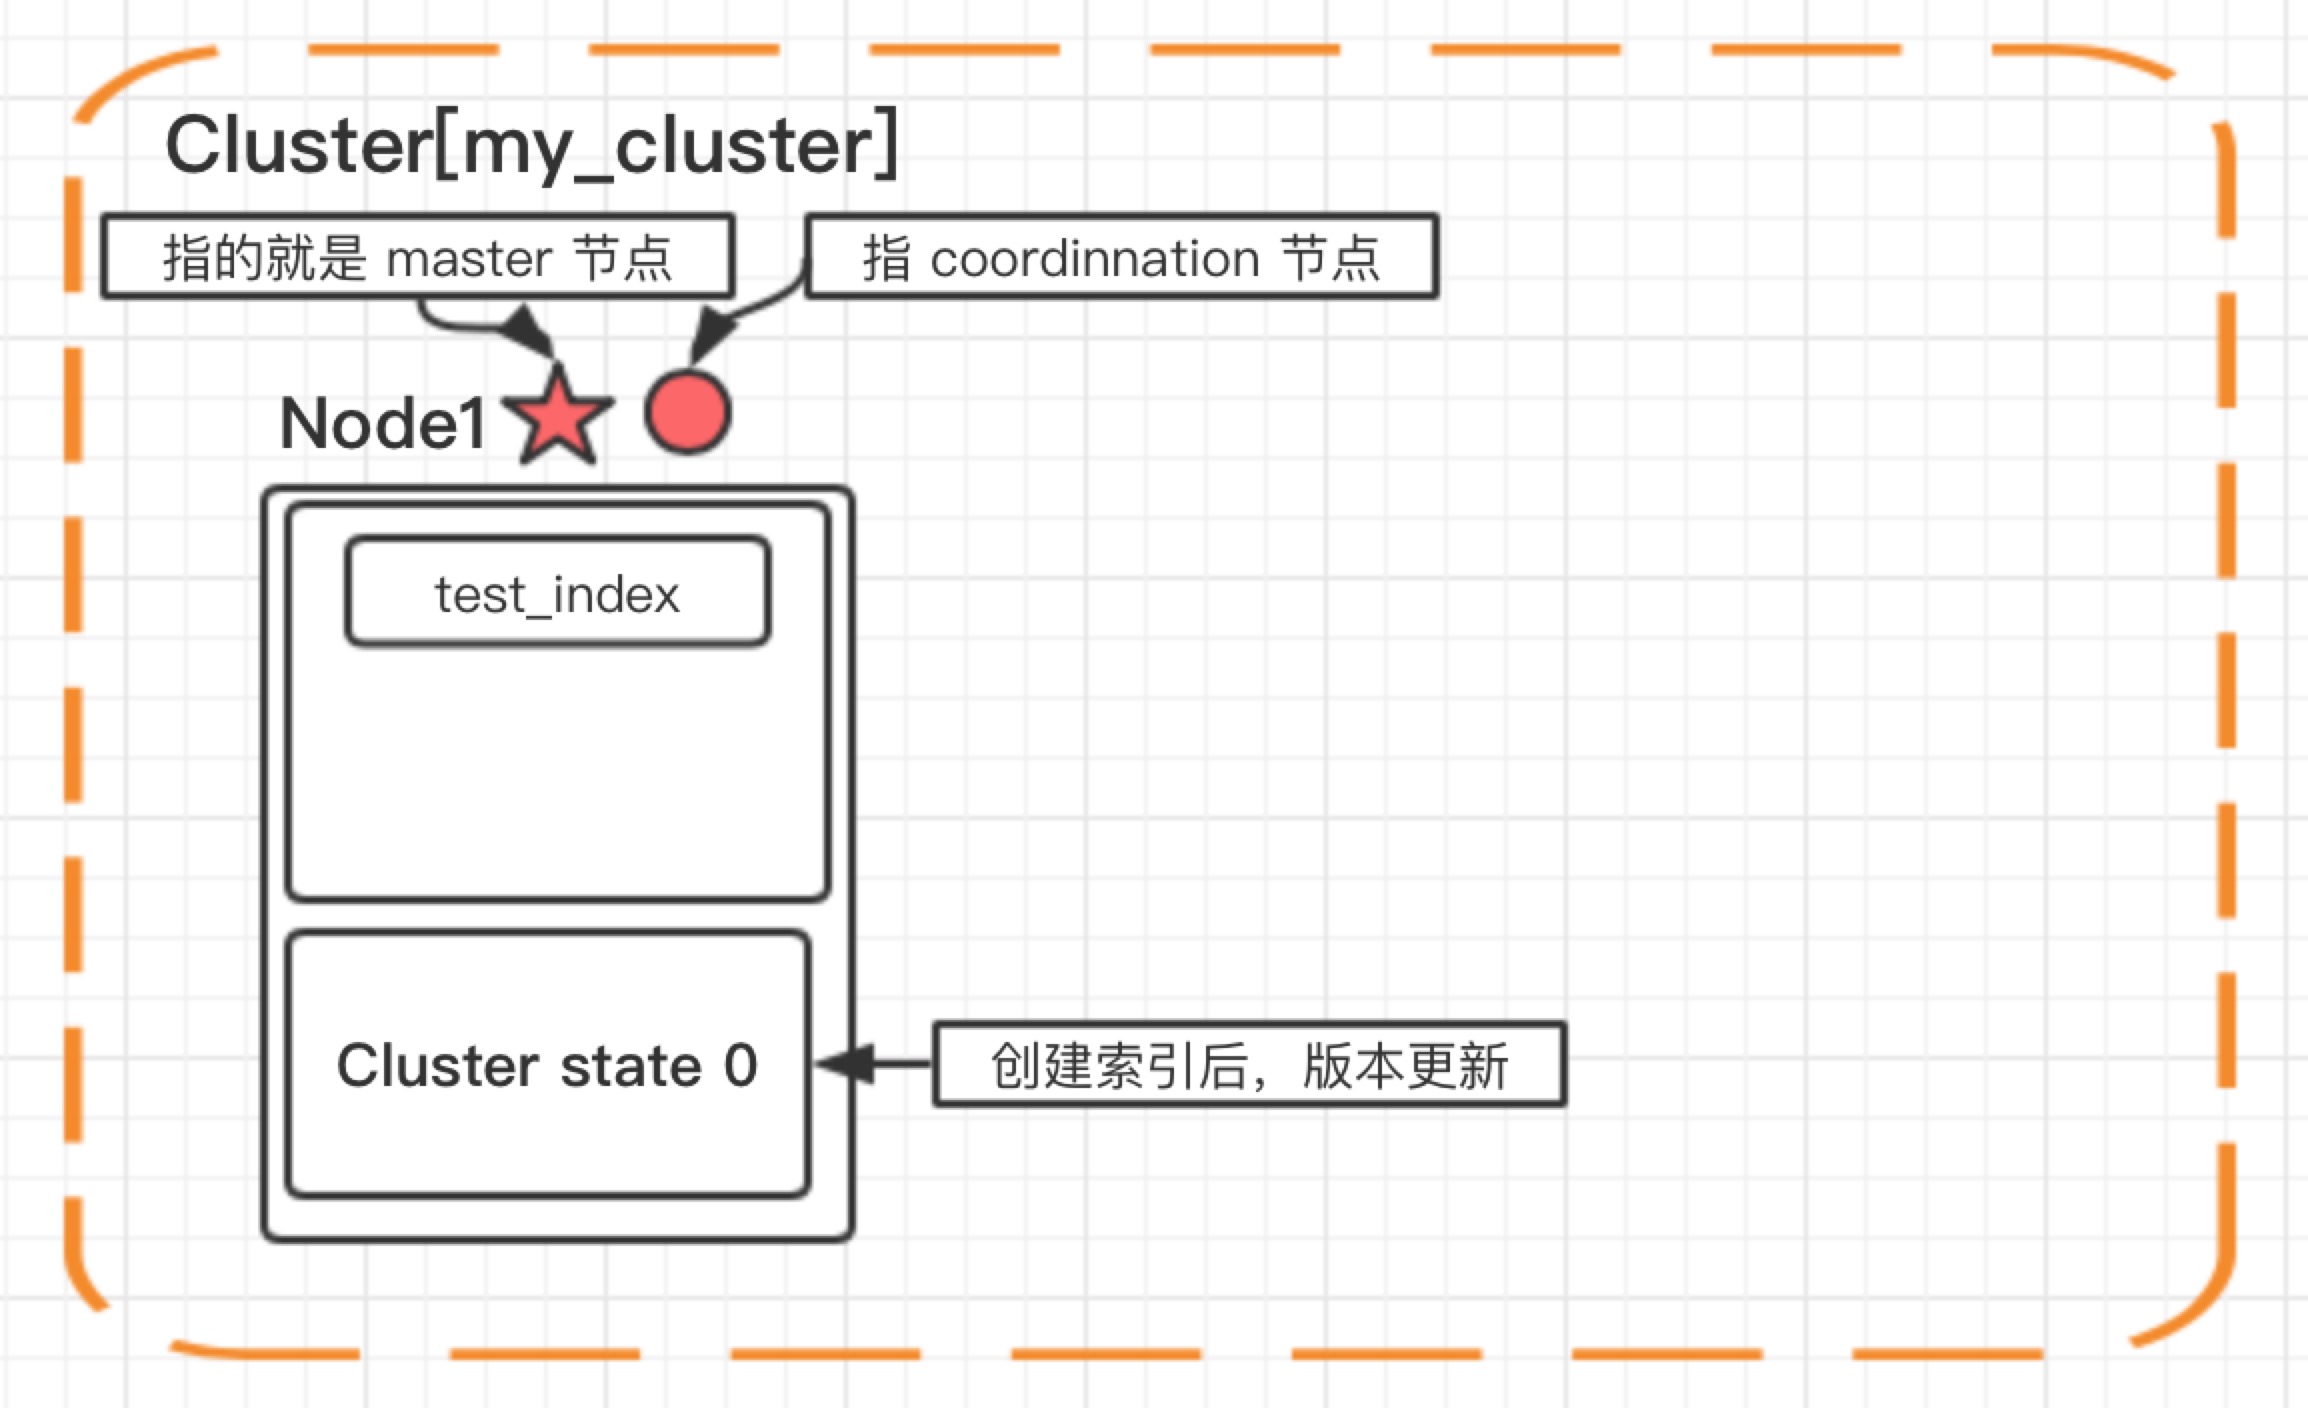 Cluster[my_cluster]
指的就是 master 节点
指 coordinnation 节点
Node1
test_index
Cluster state 0
创建索引后，版本更新